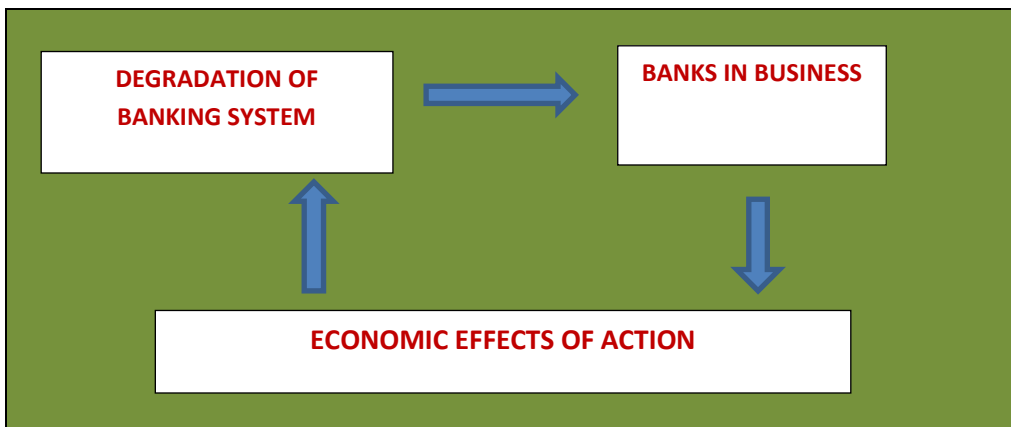 DEGRADATION OF
BANKING SYSTEM
BANKS IN BUSINESS
ECONOMIC EFFECTS OF ACTION